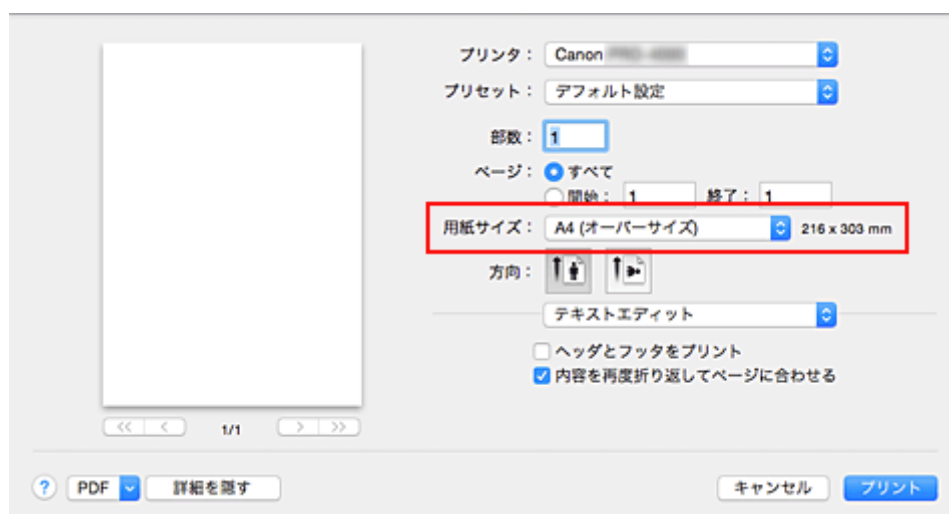 プリンタ： Canon
プリセット： デフォルト設定
部数： 1
ページ： すべて
開始： 1 終了： 1
用紙サイズ： A4 (オーバーサイズ) 216 x 303 mm
方向：
テキストエディット
ヘッダとフッタをプリント
内容を再度折り返してページに合わせる
<< < 1/1 > >>
? PDF 詳細を隠す キャンセル プリント